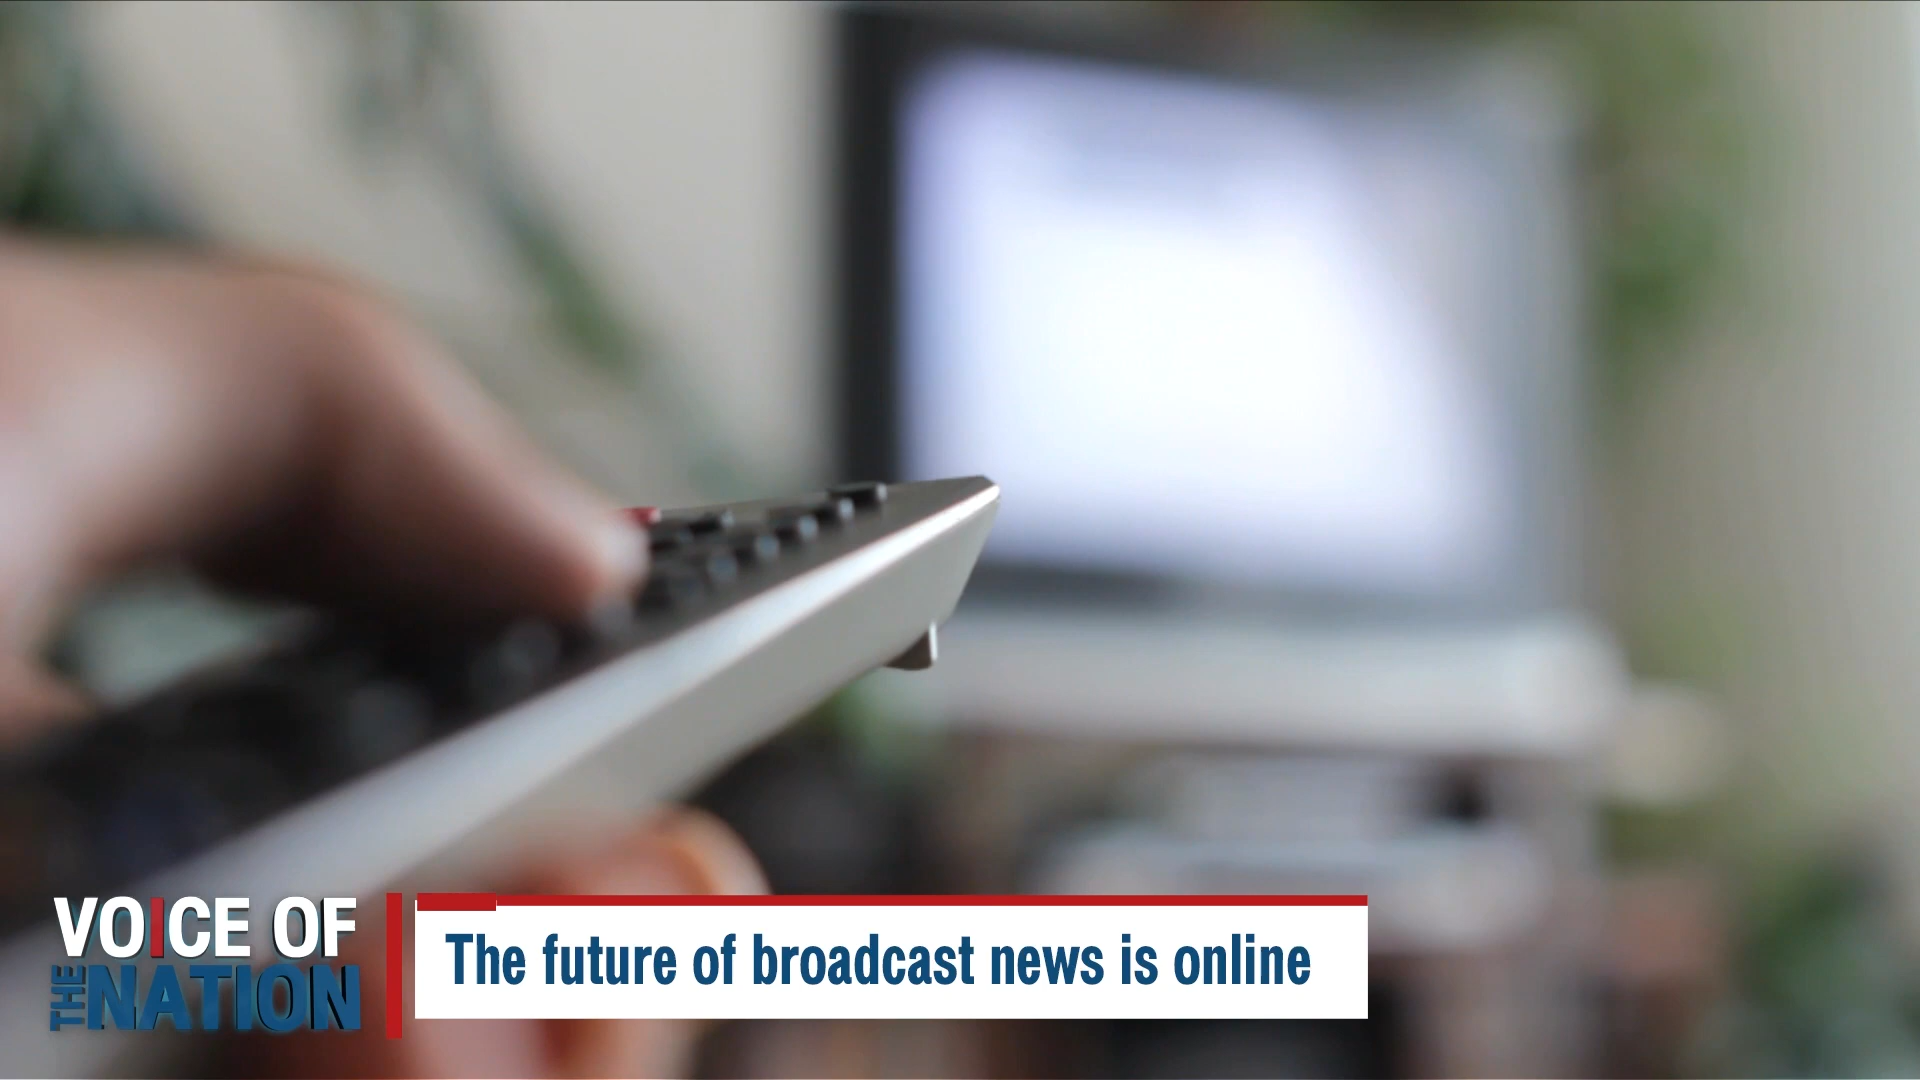 VOICE OF
THE NATION
The future of broadcast news is online